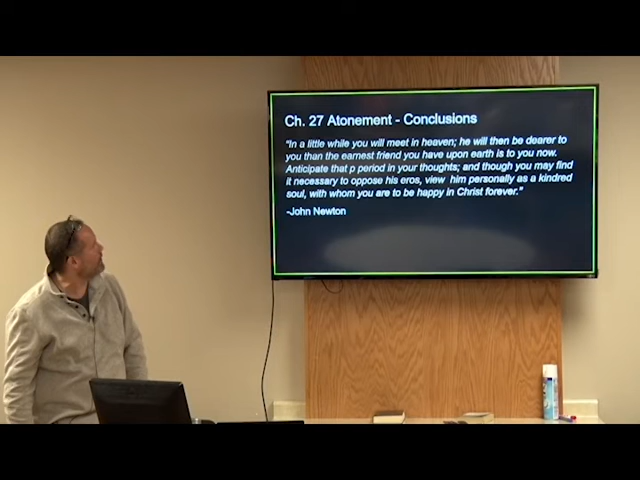 Ch. 27 Atonement - Conclusions
"In a little while you will meet in heaven; he will then be dearer to
you than the earnest friend you have upon earth is to you now.
Anticipate that p period in your thoughts; and though you may find
it necessary to oppose his eros, view him personally as a kindred
soul, with whom you are to be happy in Christ forever."
-John Newton